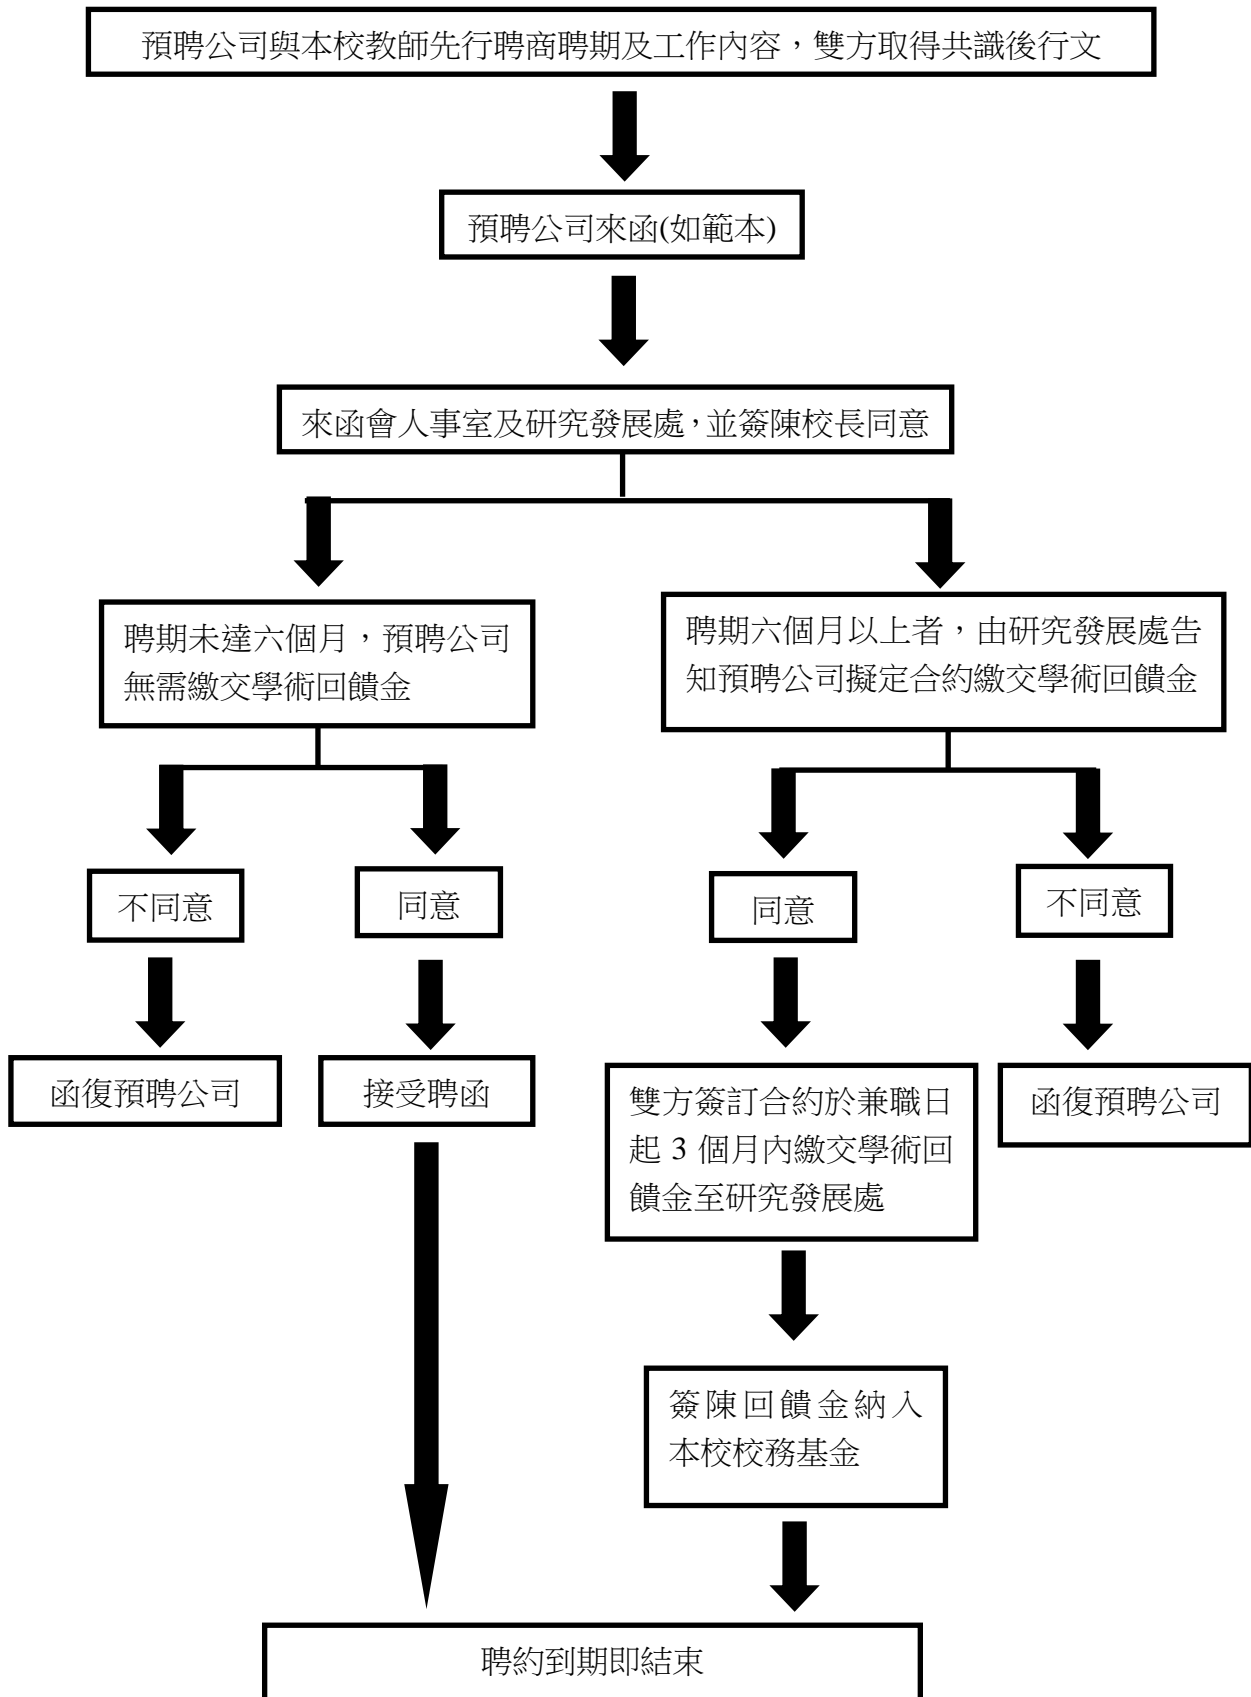 預聘公司與本校教師先行聘商聘期及工作內容，雙方取得共識後行文
預聘公司來函(如範本)
來函會人事室及研究發展處，並簽陳校長同意
聘期未達六個月，預聘公司
無需繳交學術回饋金
聘期六個月以上者，由研究發展處告
知預聘公司擬定合約繳交學術回饋金
不同意
同意
同意
不同意
函復預聘公司
接受聘函
雙方簽訂合約於兼職日
起 3 個月內繳交學術回
饋金至研究發展處
函復預聘公司
簽陳回饋金納入
本校校務基金
聘約到期即結束